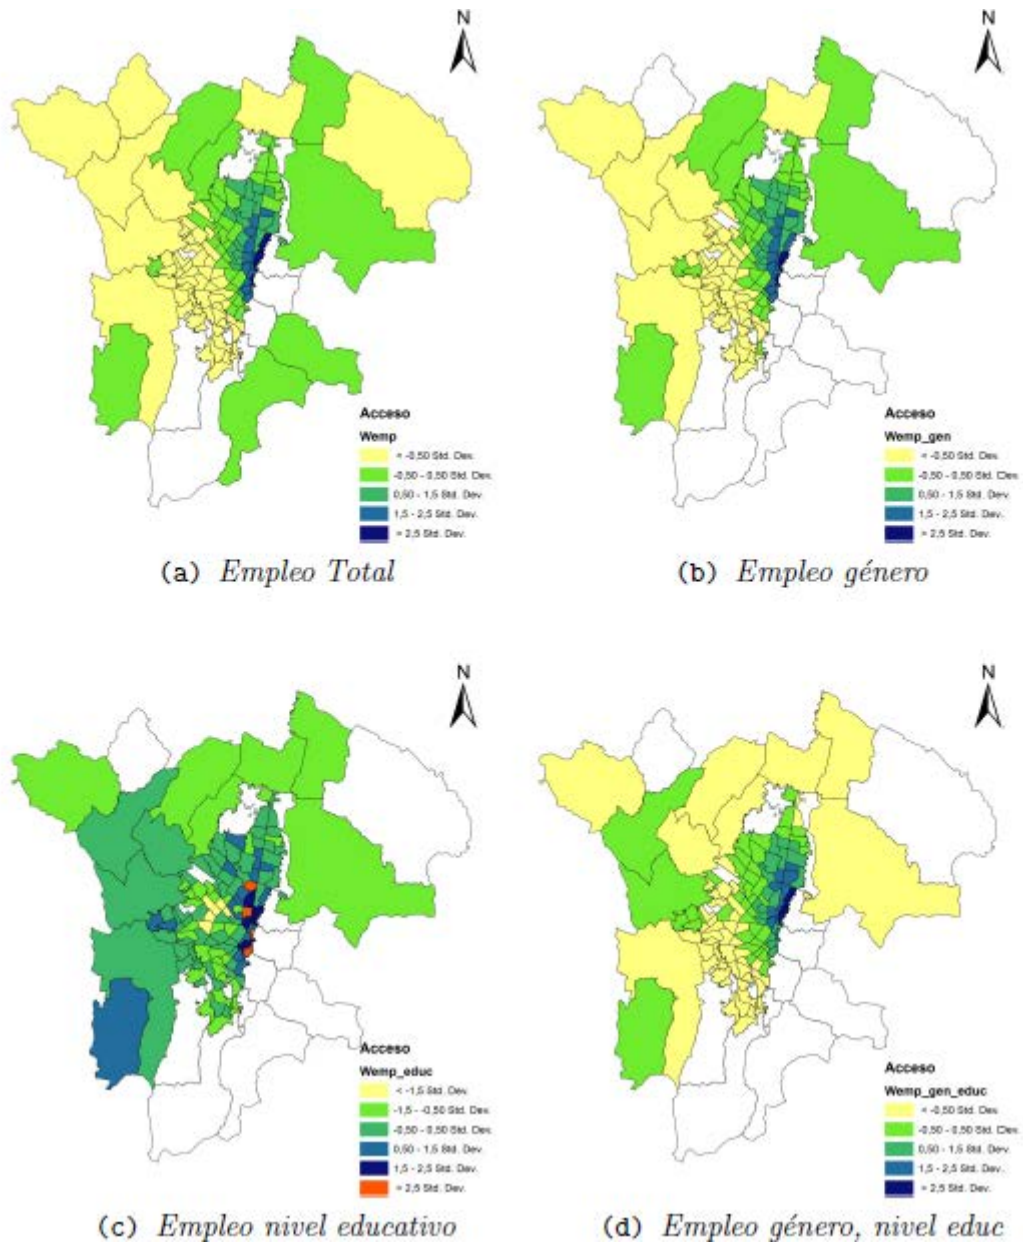 N
Acceso
Wemp
< -0,50 Std. Dev.
-0,50 - 0,50 Std. Dev.
0,50 - 1,5 Std. Dev.
1,5 - 2,5 Std. Dev.
> 2,5 Std. Dev.
(a) Empleo Total
N
Acceso
Wemp_gen
< -0,50 Std. Dev.
-0,50 - 0,50 Std. Dev.
0,50 - 1,5 Std. Dev.
1,5 - 2,5 Std. Dev.
> 2,5 Std. Dev.
(b) Empleo género
N
Acceso
Wemp_educ
< -1,5 Std. Dev.
-1,5 - -0,50 Std. Dev.
-0,50 - 0,50 Std. Dev.
0,50 - 1,5 Std. Dev.
1,5 - 2,5 Std. Dev.
> 2,5 Std. Dev.
(c) Empleo nivel educativo
N
Acceso
Wemp_gen_educ
< -0,50 Std. Dev.
-0,50 - 0,50 Std. Dev.
0,50 - 1,5 Std. Dev.
1,5 - 2,5 Std. Dev.
> 2,5 Std. Dev.
(d) Empleo género, nivel educ